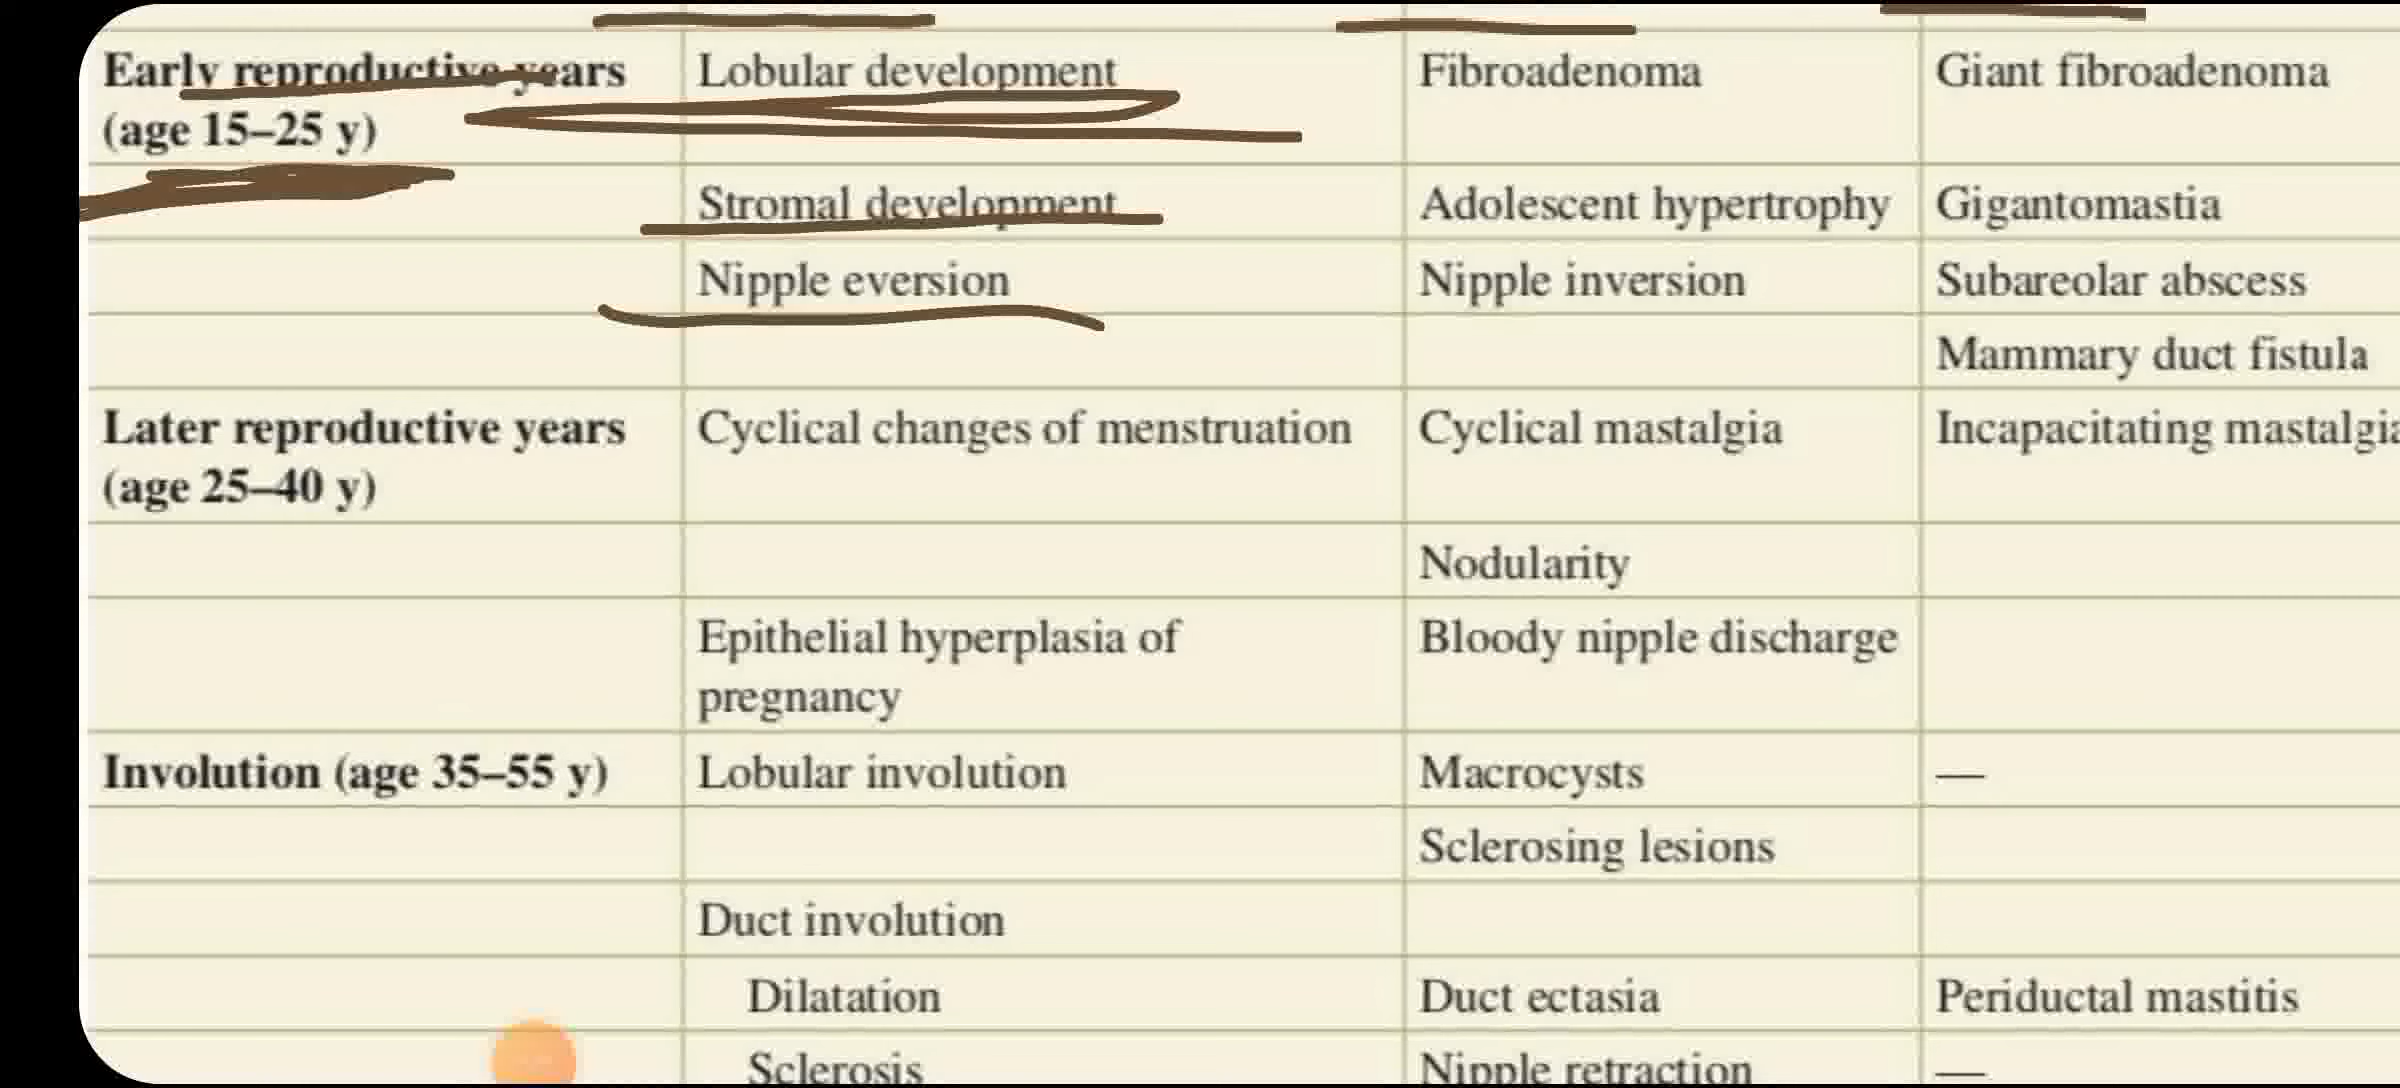 Early reproductive years Lobular development Fibroadenoma Giant fibroadenoma
(age 15–25 y)
Stromal development Adolescent hypertrophy Gigantomastia
Nipple eversion Nipple inversion Subareolar abscess
Mammary duct fistula
Later reproductive years Cyclical changes of menstruation Cyclical mastalgia Incapacitating mastalgia
(age 25–40 y)
Nodularity
Epithelial hyperplasia of Bloody nipple discharge
pregnancy
Involution (age 35–55 y) Lobular involution Macrocysts —
Sclerosing lesions
Duct involution
Dilatation Duct ectasia Periductal mastitis
Sclerosis Nipple retraction —